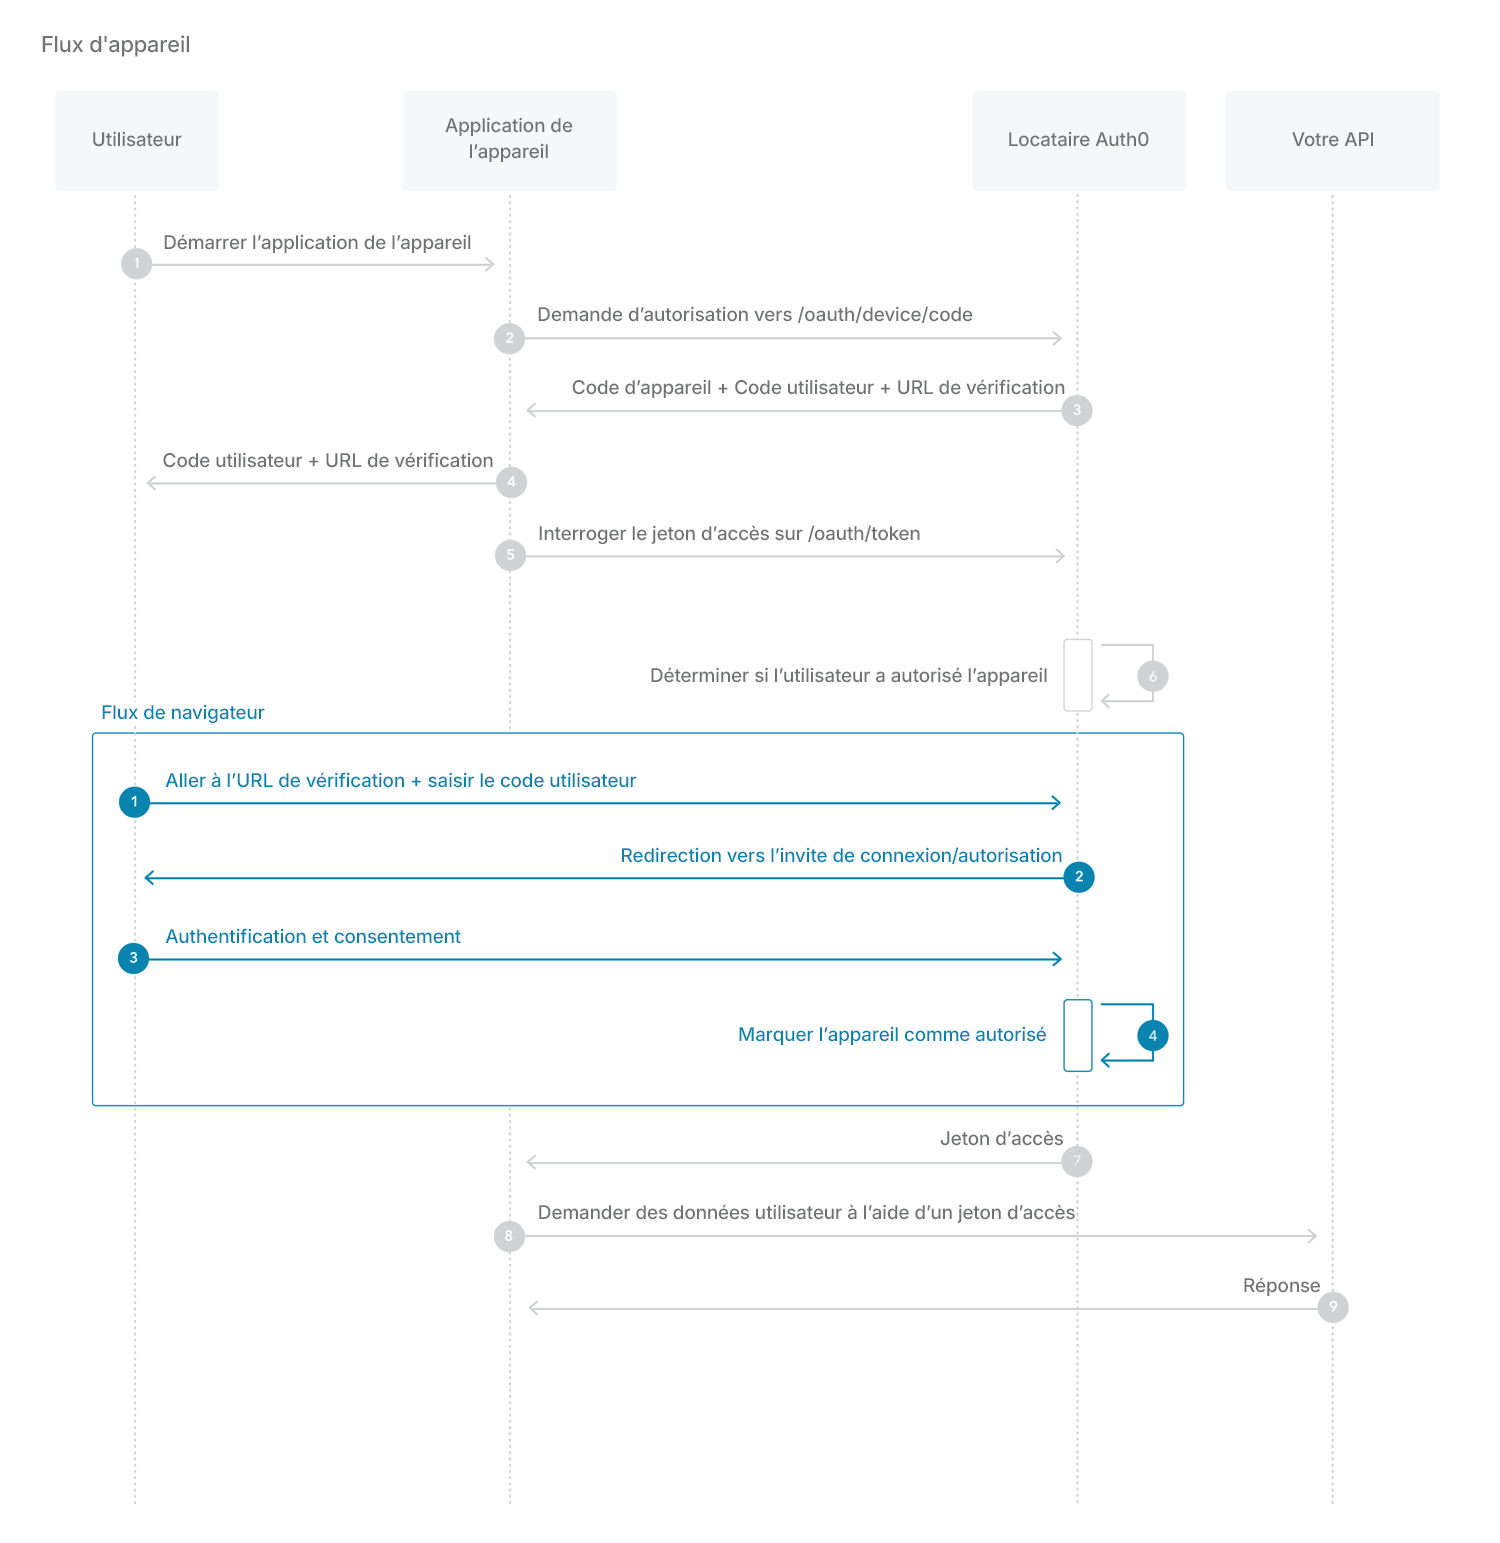 Flux d'appareil
Utilisateur
Application de
l’appareil
Locataire Auth0
Votre API
Démarrer l’application de l’appareil
1
Demande d’autorisation vers /oauth/device/code
2
Code d’appareil + Code utilisateur + URL de vérification
3
Code utilisateur + URL de vérification
4
Interroger le jeton d’accès sur /oauth/token
5
Déterminer si l’utilisateur a autorisé l’appareil
6
Flux de navigateur
Aller à l’URL de vérification + saisir le code utilisateur
1
Redirection vers l’invite de connexion/autorisation
2
Authentification et consentement
3
Marquer l’appareil comme autorisé
4
Jeton d’accès
7
Demander des données utilisateur à l’aide d’un jeton d’accès
8
Réponse
9